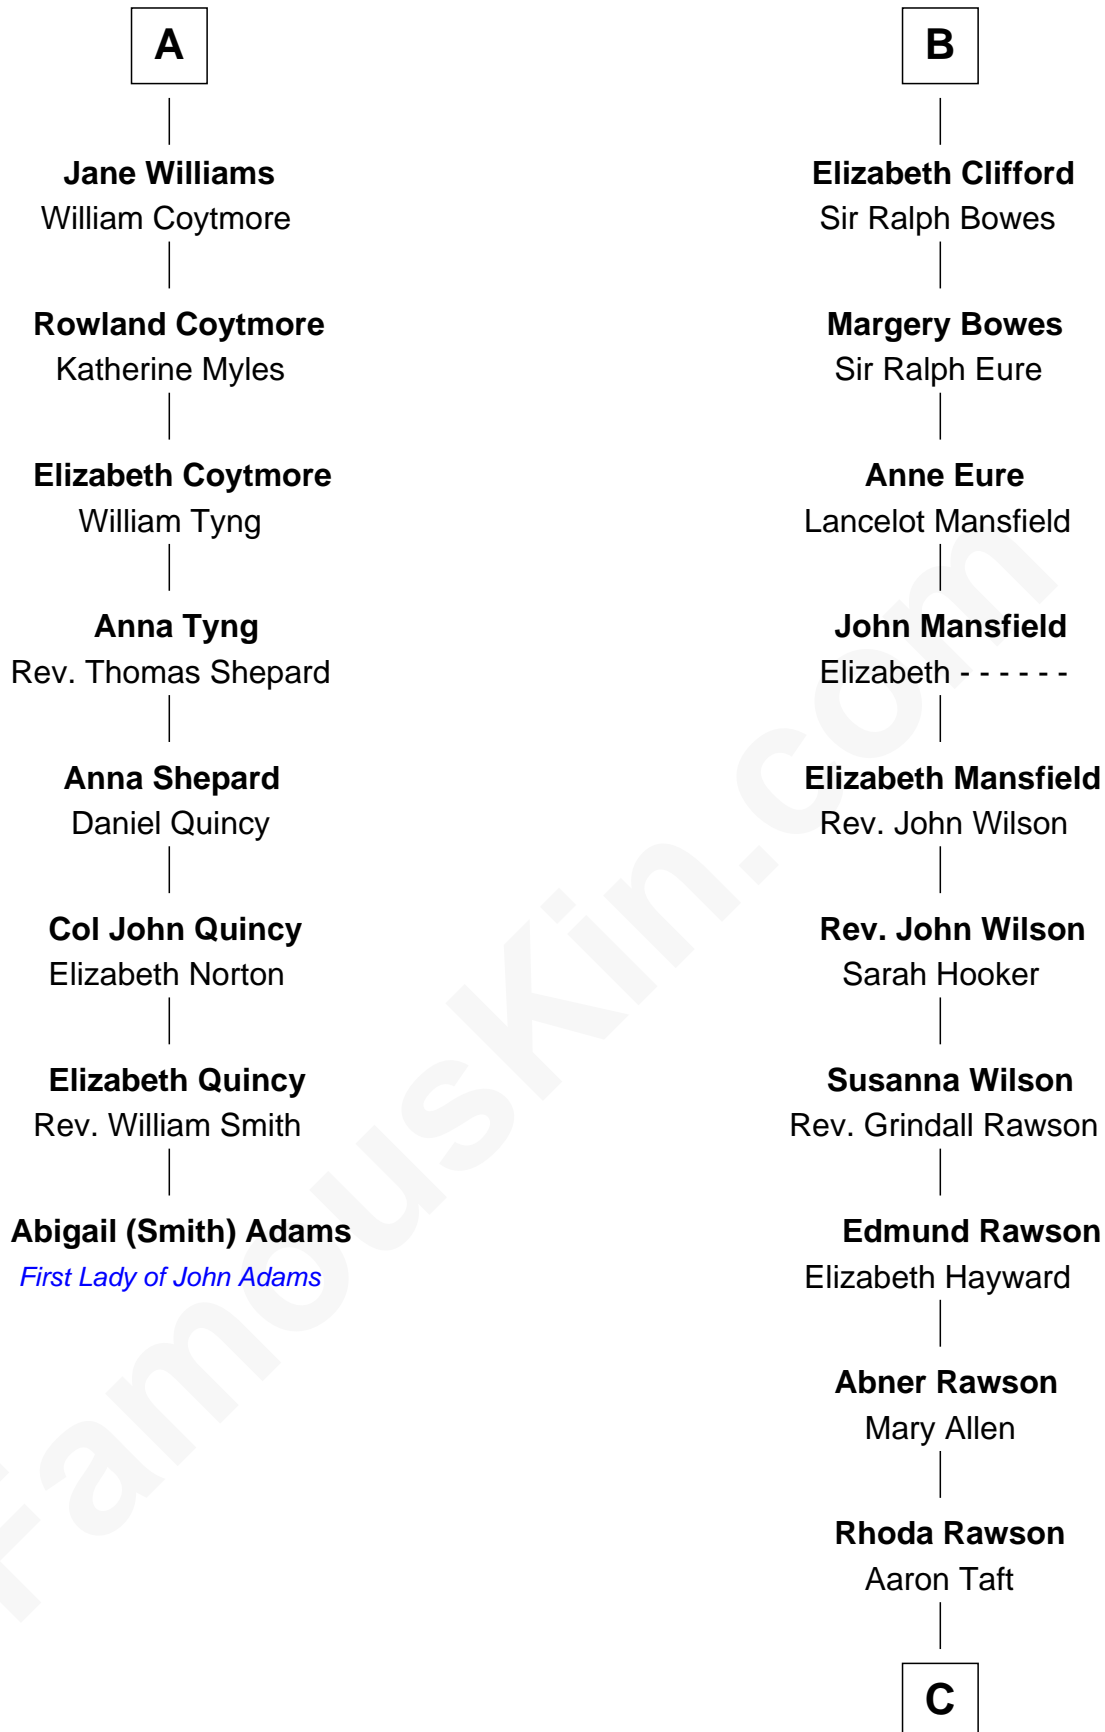 A
Jane Williams
William Coytmore
Rowland Coytmore
Katherine Myles
Elizabeth Coytmore
William Tyng
Anna Tyng
Rev. Thomas Shepard
Anna Shepard
Daniel Quincy
Col John Quincy
Elizabeth Norton
Elizabeth Quincy
Rev. William Smith
Abigail (Smith) Adams
First Lady of John Adams
B
Elizabeth Clifford
Sir Ralph Bowes
Margery Bowes
Sir Ralph Eure
Anne Eure
Lancelot Mansfield
John Mansfield
Elizabeth - - - - - -
Elizabeth Mansfield
Rev. John Wilson
Rev. John Wilson
Sarah Hooker
Susanna Wilson
Rev. Grindall Rawson
Edmund Rawson
Elizabeth Hayward
Abner Rawson
Mary Allen
Rhoda Rawson
Aaron Taft
C
FamousKin.com